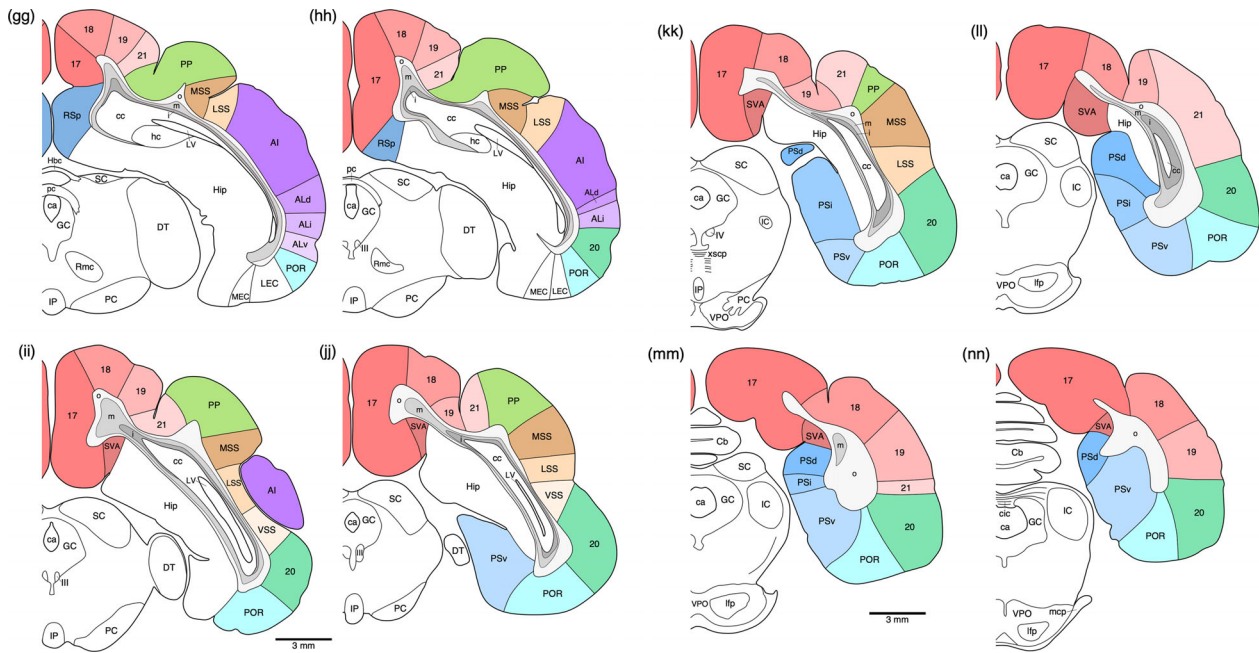 (gg)
18
19
21
17
PP
MSS
LSS
o
m
i
RSp
cc
hc
LV
AI
Hbc
SC
pc
ca
GC
DT
Hip
ALd
ALi
ALv
POR
Rmc
IP
PC
MEC
LEC
(hh)
18
19
21
17
PP
MSS
LSS
o
m
i
cc
hc
LV
RSp
AI
pc
SC
ca
GC
Hip
DT
ALd
ALi
20
III
Rmc
POR
IP
PC
MEC
LEC
(kk)
17
18
21
19
PP
o
m
i
SVA
Hip
MSS
SC
PSd
cc
LSS
ca
GC
PSi
IC
IV
xscp
20
PSv
POR
IP
PC
VPO
(ll)
17
18
19
21
SVA
o
m
i
Hip
SC
PSd
cc
ca
GC
IC
PSi
20
PSv
POR
VPO
lfp
(ii)
18
19
17
21
PP
o
m
i
SVA
MSS
cc
LV
LSS
AI
Hip
VSS
SC
ca
GC
III
DT
20
POR
IP
PC
3 mm
(jj)
18
19
21
17
PP
o
m
i
SVA
MSS
cc
LV
LSS
Hip
VSS
SC
ca
GC
III
DT
PSv
20
POR
IP
PC
(mm)
17
18
SVA
m
o
19
Cb
PSd
SC
PSi
21
ca
GC
IC
PSv
20
POR
VPO
lfp
3 mm
(nn)
17
18
SVA
o
PSd
19
Cb
PSv
cic
ca
GC
IC
20
POR
VPO
mcp
lfp